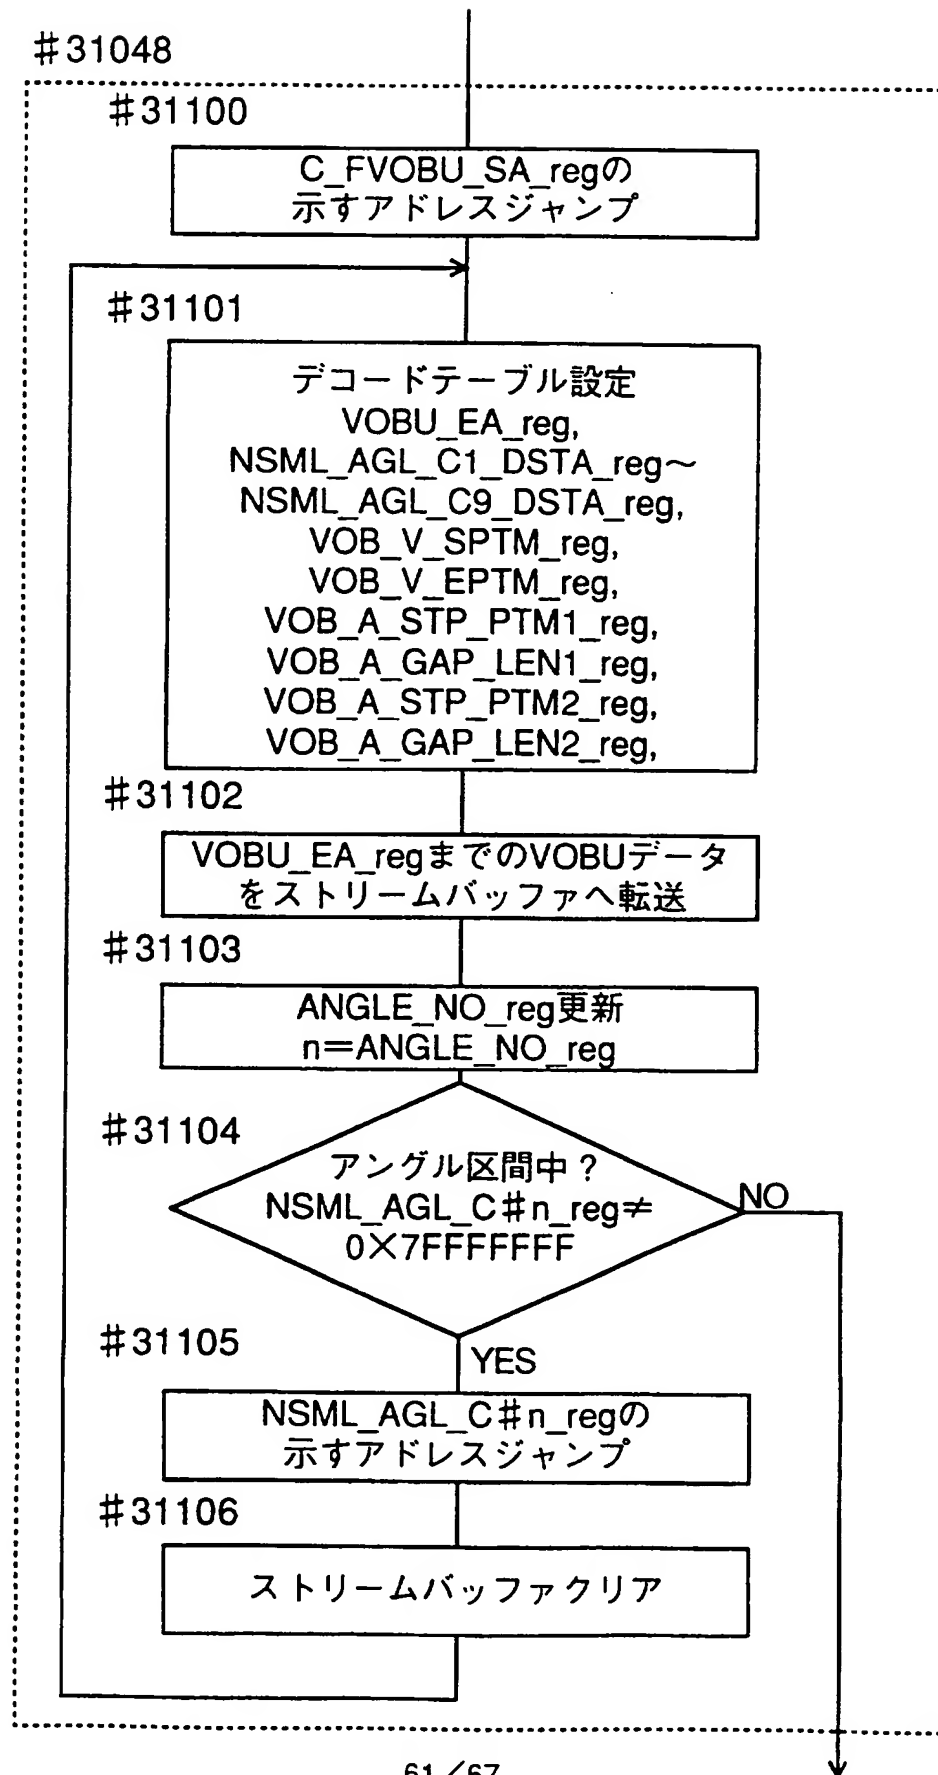 #31048
#31100
C_FVOBU_SA_regの
示すアドレスジャンプ
#31101
デコードテーブル設定
VOBU_EA_reg,
NSML_AGL_C1_DSTA_reg~
NSML_AGL_C9_DSTA_reg,
VOB_V_SPTM_reg,
VOB_V_EPTM_reg,
VOB_A_STP_PTM1_reg,
VOB_A_GAP_LEN1_reg,
VOB_A_STP_PTM2_reg,
VOB_A_GAP_LEN2_reg,
#31102
VOBU_EA_regまでのVOBUデータ
をストリームバッファへ転送
#31103
ANGLE_NO_reg更新
n=ANGLE_NO_reg
#31104
アングル区間中?
NSML_AGL_C#n_reg≠
0×7FFFFFFF
NO
YES
#31105
NSML_AGL_C#n_regの
示すアドレスジャンプ
#31106
ストリームバッファクリア
61/67